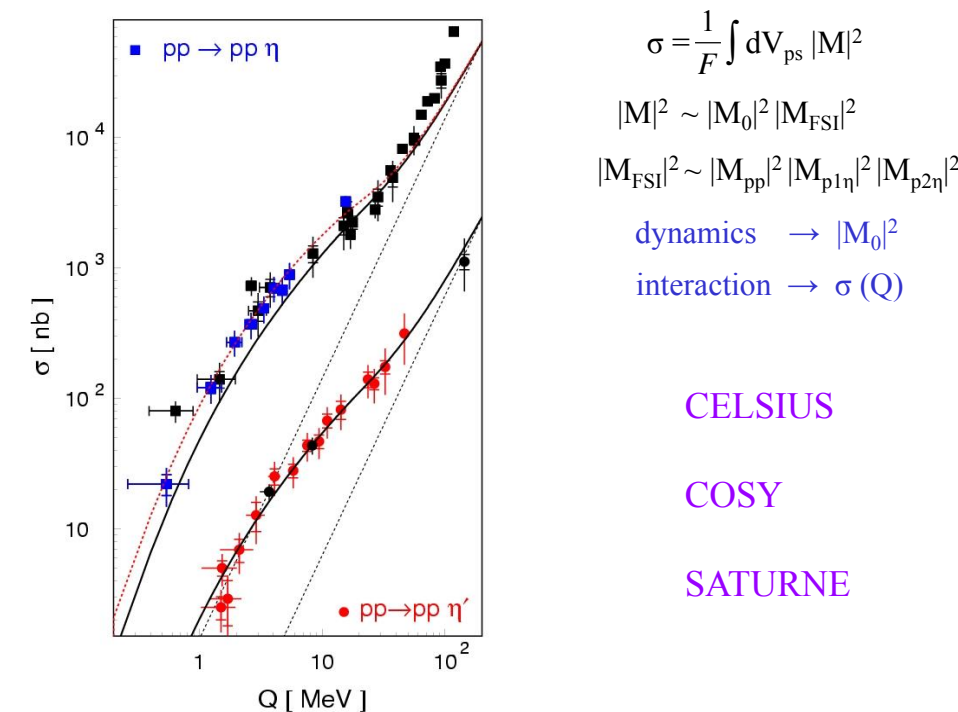 pp → pp η
σ [ nb ]
10⁴
10³
10²
10
pp→pp η′
1
10
10²
Q [ MeV ]
σ = 1/F ∫ dV_ps |M|²
|M|² ~ |M₀|² |M_FSI|²
|M_FSI|² ~ |M_pp|² |M_p1η|² |M_p2η|²
dynamics → |M₀|²
interaction → σ (Q)
CELSIUS
COSY
SATURNE